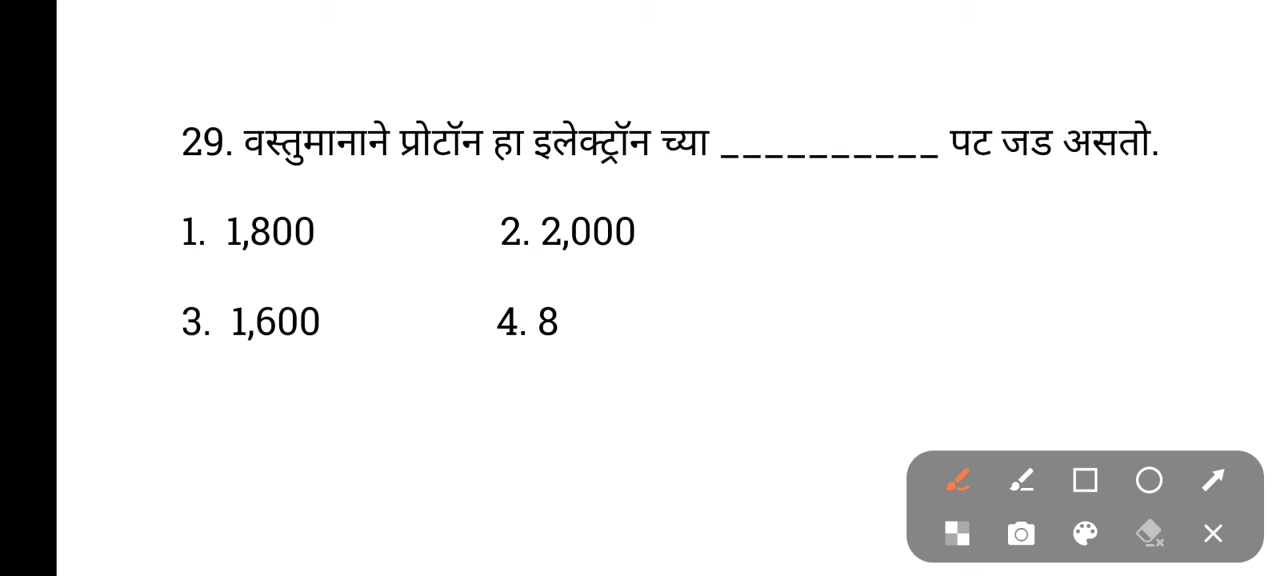 29. वस्तुमानाने प्रोटॉन हा इलेक्ट्रॉन च्या __________ पट जड असतो.
1. 1,800 2. 2,000
3. 1,600 4. 8